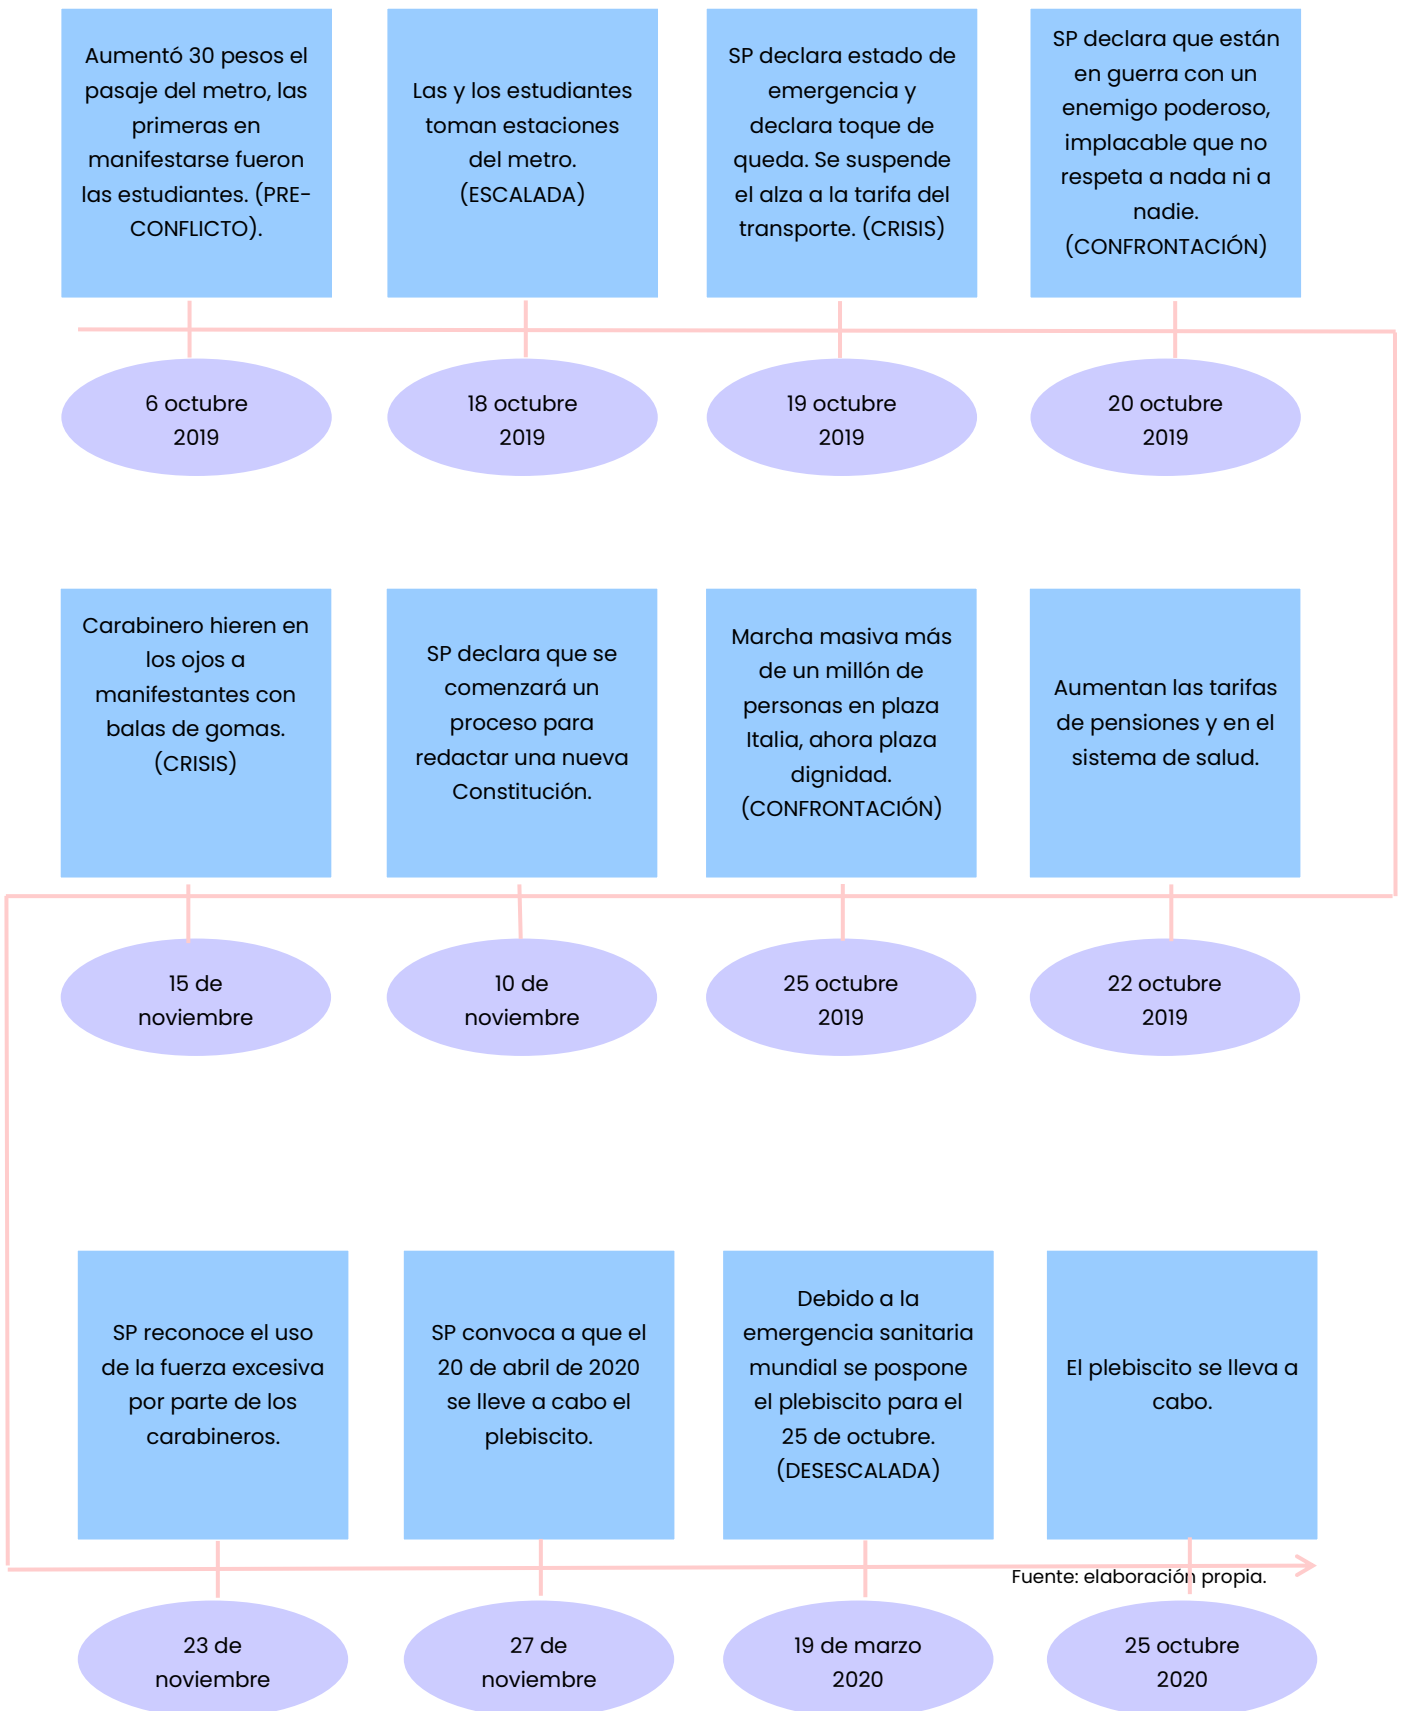 Aumentó 30 pesos el
pasaje del metro, las
primeras en
manifestarse fueron
las estudiantes. (PRE-
CONFLICTO).
Las y los estudiantes
toman estaciones
del metro.
(ESCALADA)
SP declara estado de
emergencia y
declara toque de
queda. Se suspende
el alza a la tarifa del
transporte. (CRISIS)
SP declara que están
en guerra con un
enemigo poderoso,
implacable que no
respeta a nada ni a
nadie.
(CONFRONTACIÓN)
6 octubre
2019
18 octubre
2019
19 octubre
2019
20 octubre
2019
Carabinero hieren en
los ojos a
manifestantes con
balas de gomas.
(CRISIS)
SP declara que se
comenzará un
proceso para
redactar una nueva
Constitución.
Marcha masiva más
de un millón de
personas en plaza
Italia, ahora plaza
dignidad.
(CONFRONTACIÓN)
Aumentan las tarifas
de pensiones y en el
sistema de salud.
15 de
noviembre
10 de
noviembre
25 octubre
2019
22 octubre
2019
SP reconoce el uso
de la fuerza excesiva
por parte de los
carabineros.
SP convoca a que el
20 de abril de 2020
se lleve a cabo el
plebiscito.
Debido a la
emergencia sanitaria
mundial se pospone
el plebiscito para el
25 de octubre.
(DESESCALADA)
El plebiscito se lleva a
cabo.
Fuente: elaboración propia.
23 de
noviembre
27 de
noviembre
19 de marzo
2020
25 octubre
2020